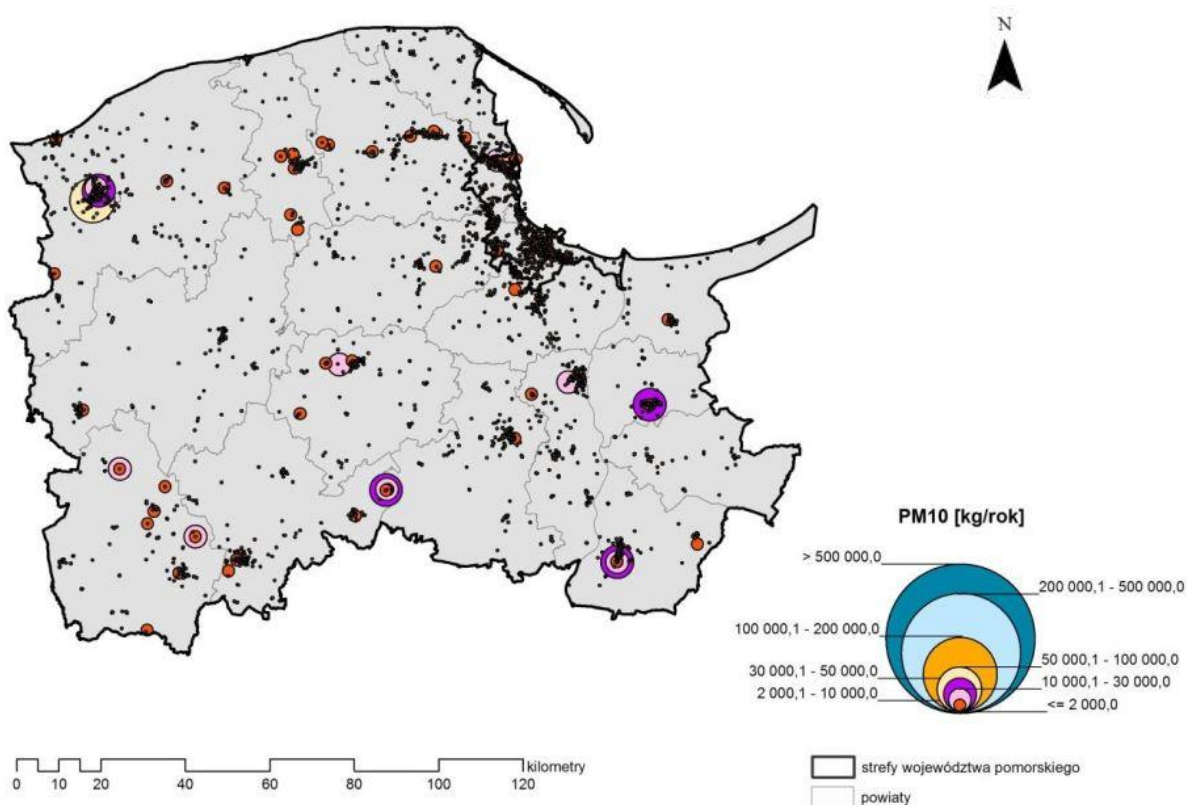 N
PM10 [kg/rok]
> 500 000,0
200 000,1 - 500 000,0
100 000,1 - 200 000,0
50 000,1 - 100 000,0
30 000,1 - 50 000,0
10 000,1 - 30 000,0
2 000,1 - 10 000,0
<= 2 000,0
kilometry
0 10 20 40 60 80 100 120
strefy województwa pomorskiego
powiaty